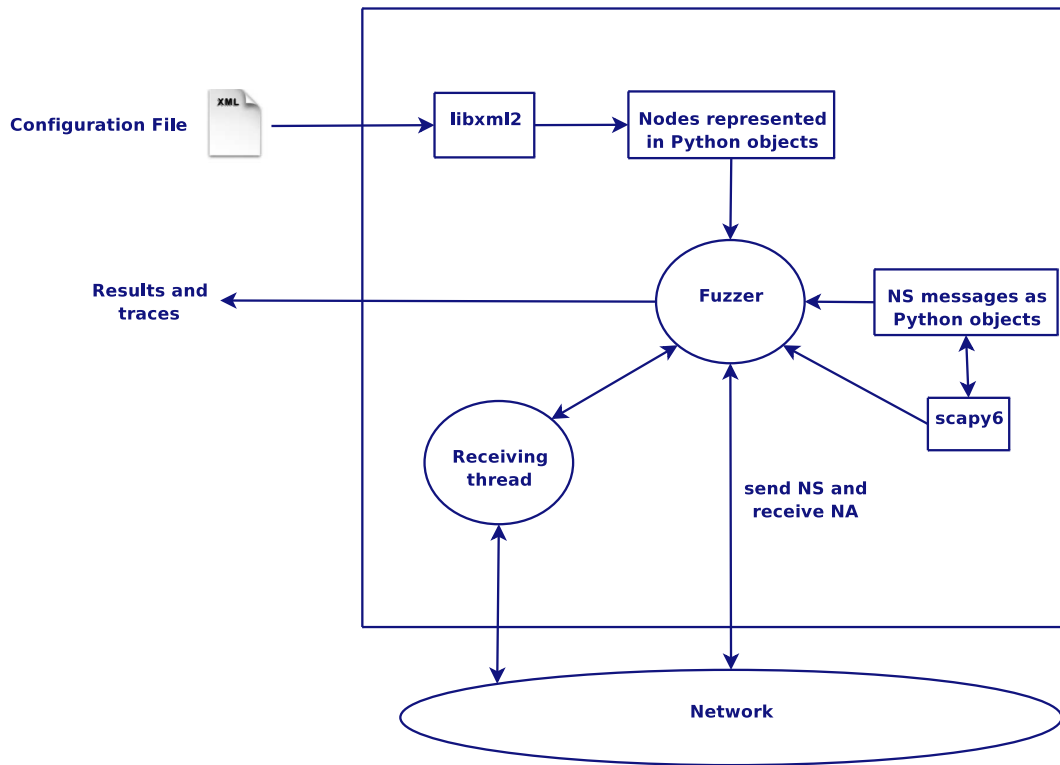 XML
Configuration File
libxml2
Nodes represented
in Python objects
Results and
traces
Fuzzer
NS messages as
Python objects
scapy6
Receiving
thread
send NS and
receive NA
Network